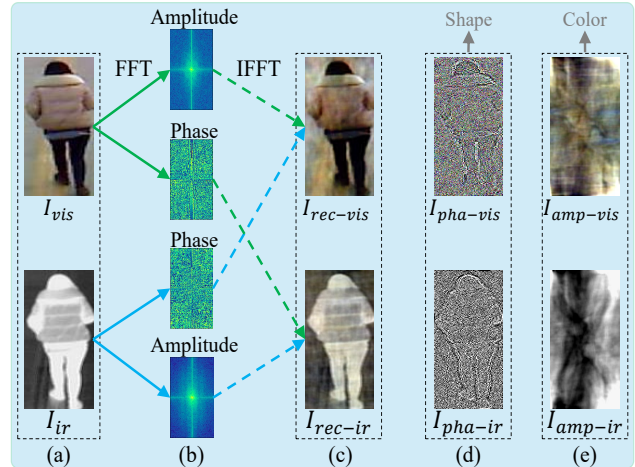 Amplitude
Shape
Color
FFT
IFFT
Phase
I_vis
I_rec-vis
I_pha-vis
I_amp-vis
Phase
Amplitude
I_ir
I_rec-ir
I_pha-ir
I_amp-ir
(a)
(b)
(c)
(d)
(e)